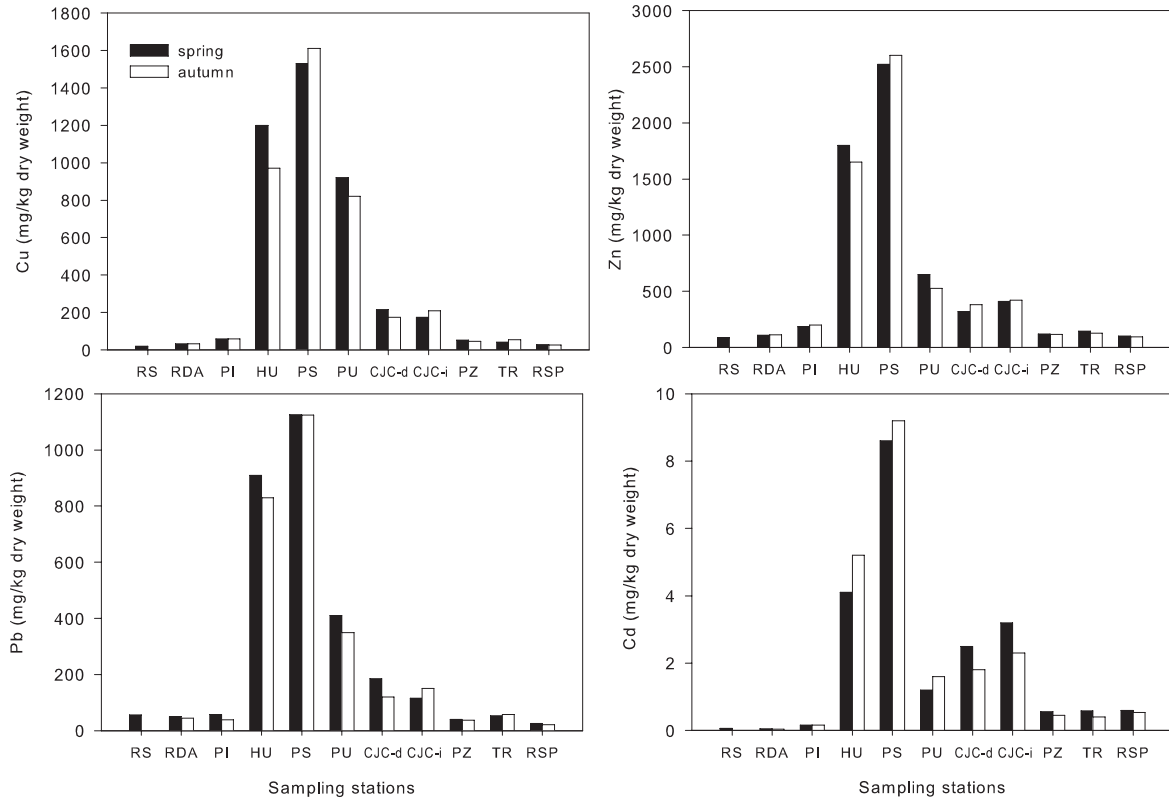 1800
1600
1400
1200
1000
800
600
400
200
0
Cu (mg/kg dry weight)
spring
autumn
RS RDA PI HU PS PU CJC-d CJC-i PZ TR RSP
3000
2500
2000
1500
1000
500
0
Zn (mg/kg dry weight)
RS RDA PI HU PS PU CJC-d CJC-i PZ TR RSP
1200
1000
800
600
400
200
0
Pb (mg/kg dry weight)
RS RDA PI HU PS PU CJC-d CJC-i PZ TR RSP
Sampling stations
10
8
6
4
2
0
Cd (mg/kg dry weight)
RS RDA PI HU PS PU CJC-d CJC-i PZ TR RSP
Sampling stations